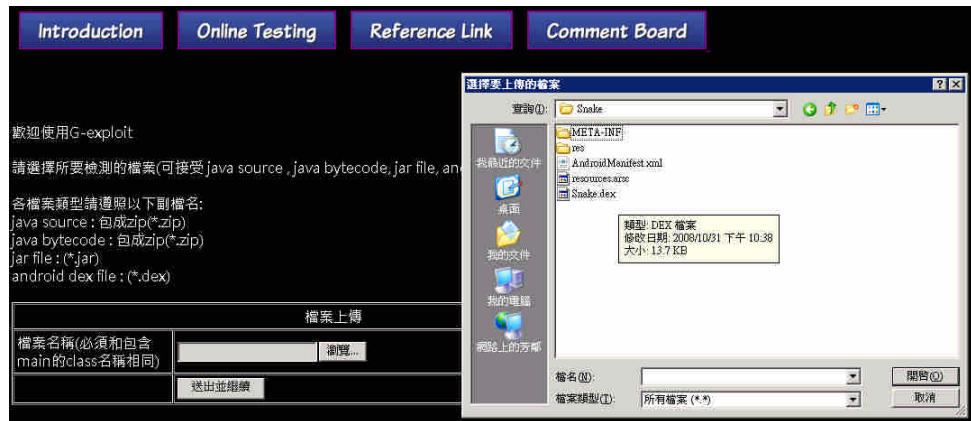 Introduction
Online Testing
Reference Link
Comment Board
歡迎使用G-exploit
請選擇所要檢測的檔案(可接受java source , java bytecode, jar file, an
各檔案類型請遵照以下副檔名:
java source : 包成zip(*.zip)
java bytecode : 包成zip(*.zip)
jar file : (*.jar)
android dex file : (*.dex)
檔案上傳
檔案名稱(必須和包含
main的class名稱相同)
瀏覽...
送出並繼續
選擇要上傳的檔案
查詢(I):
Snake
我最近的文件
桌面
我的文件
我的電腦
網路上的芳鄰
META-INF
res
AndroidManifest.xml
resources.arsc
Snake.dex
類型: DEX 檔案
修改日期: 2008/10/31 下午 10:38
大小: 13.7 KB
檔名(N):
開啟(O)
檔案類型(T):
所有檔案 (*.*)
取消